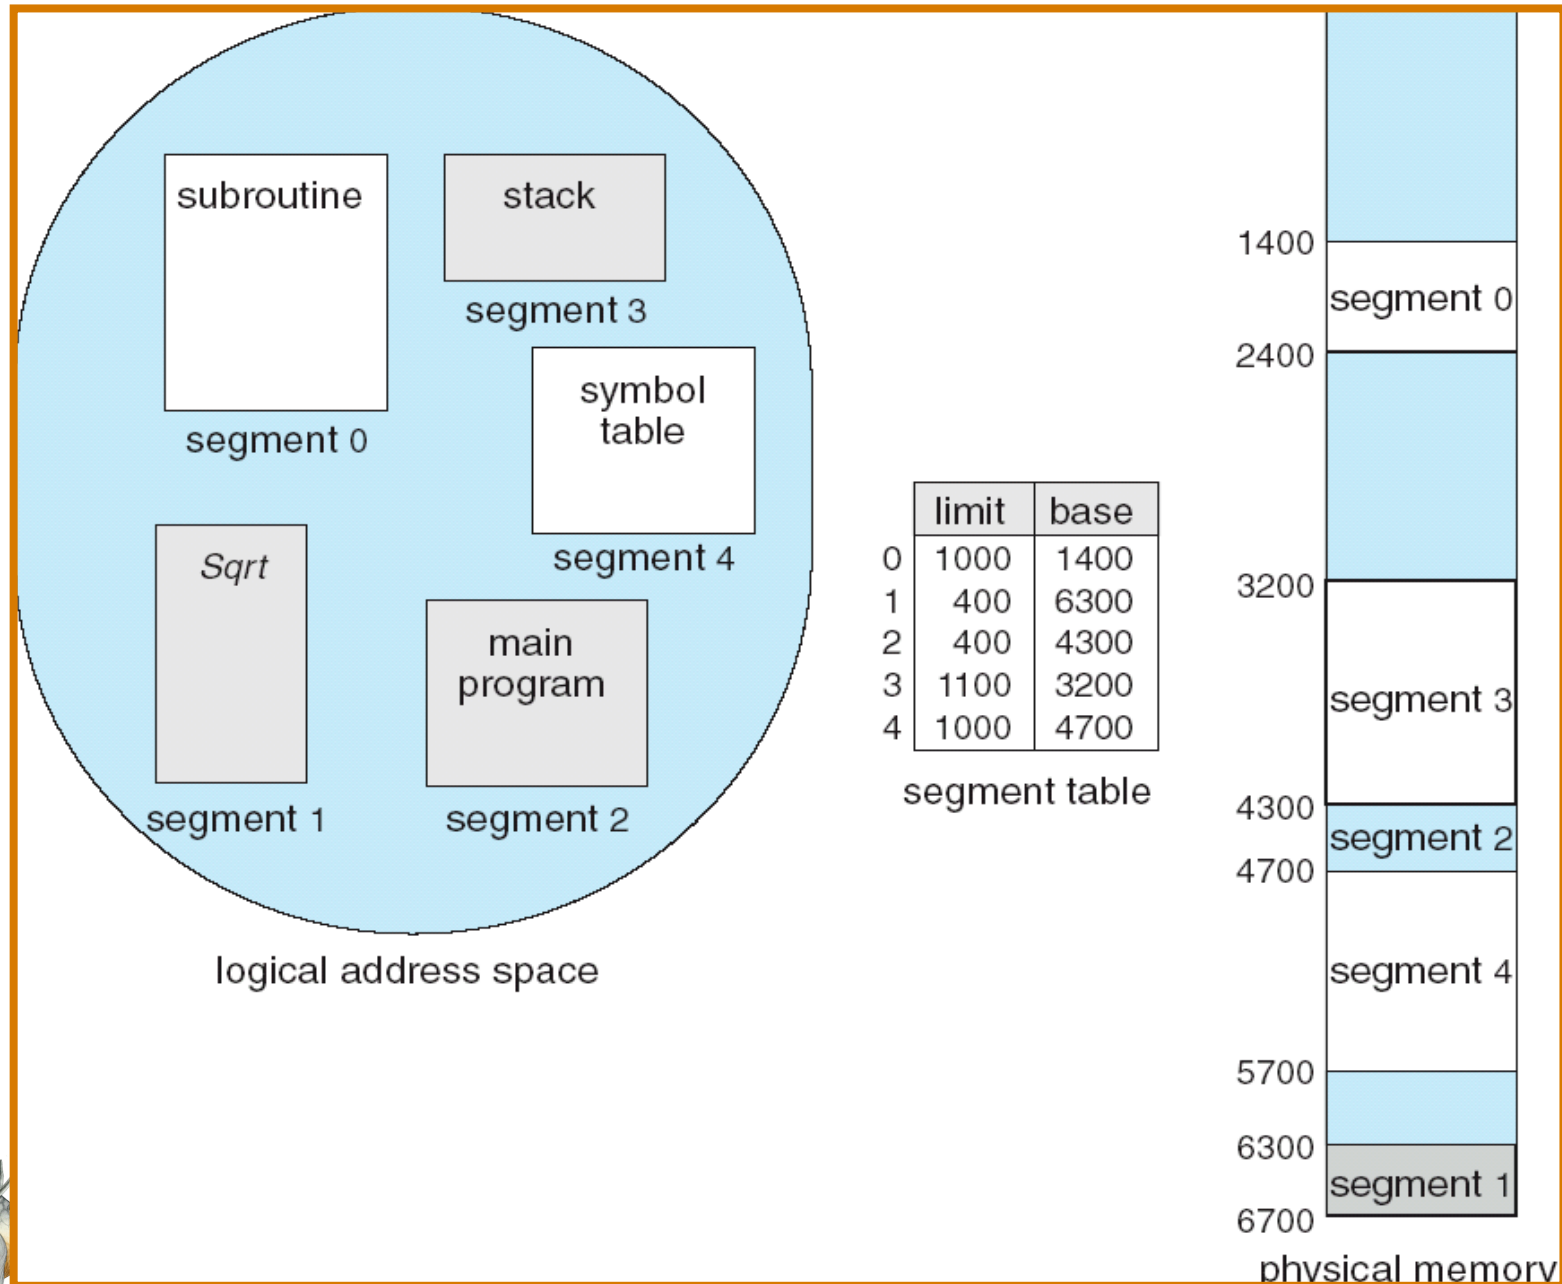 subroutine
segment 0
stack
segment 3
symbol
table
segment 4
Sqrt
segment 1
main
program
segment 2
logical address space
limit base
0 1000 1400
1 400 6300
2 400 4300
3 1100 3200
4 1000 4700
segment table
1400
segment 0
2400
3200
segment 3
4300
segment 2
4700
segment 4
5700
6300
segment 1
6700
physical memory